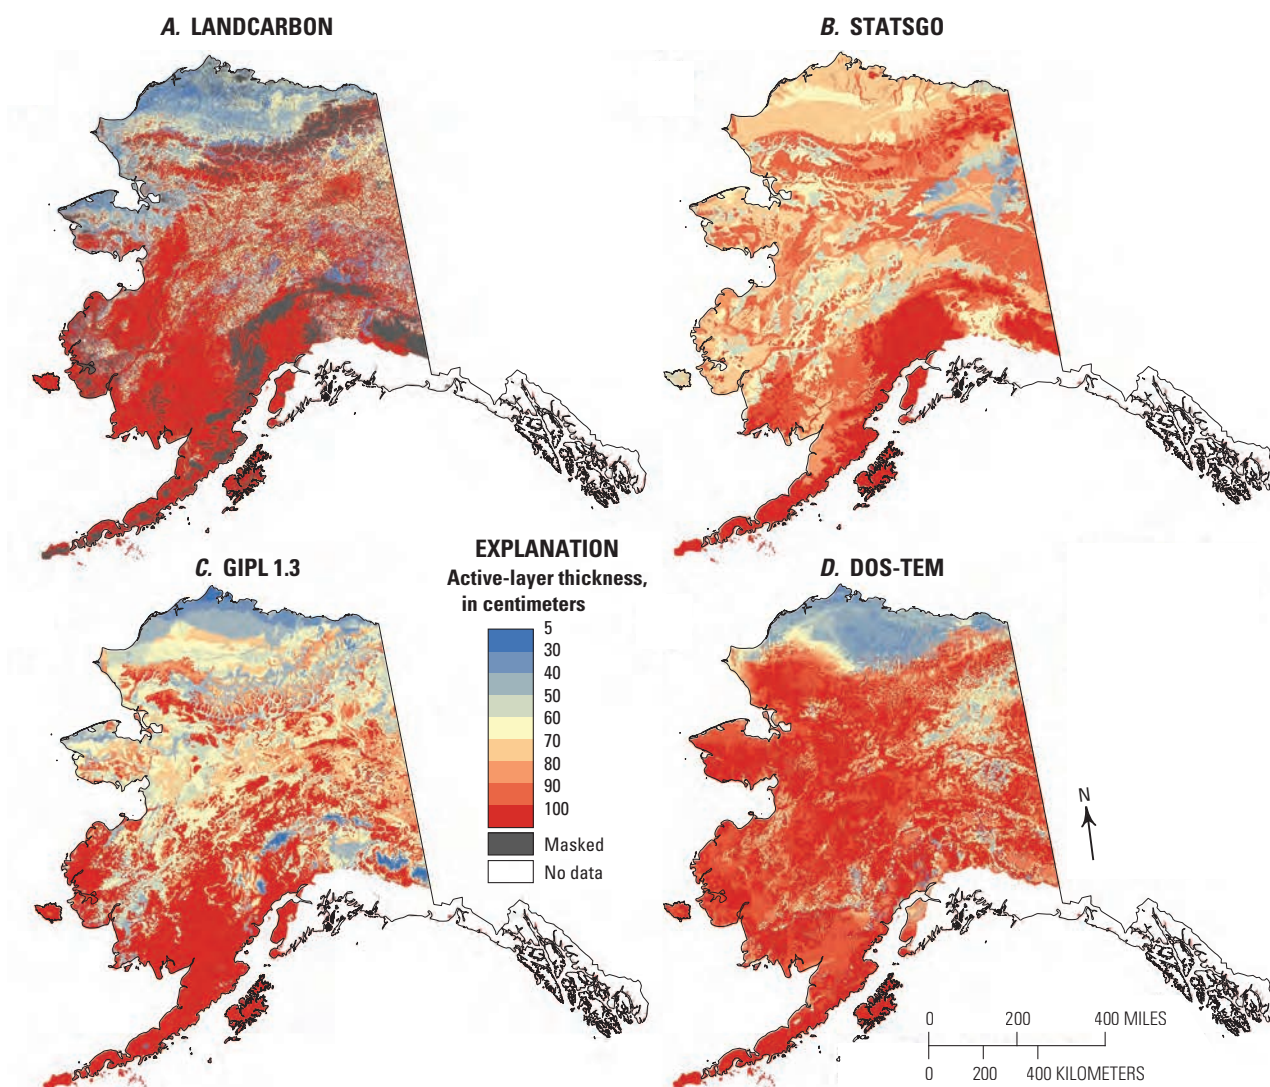 A. LANDCARBON
B. STATSGO
C. GIPL 1.3
EXPLANATION
Active-layer thickness,
in centimeters
5
30
40
50
60
70
80
90
100
Masked
No data
D. DOS-TEM
N
0 200 400 MILES
0 200 400 KILOMETERS